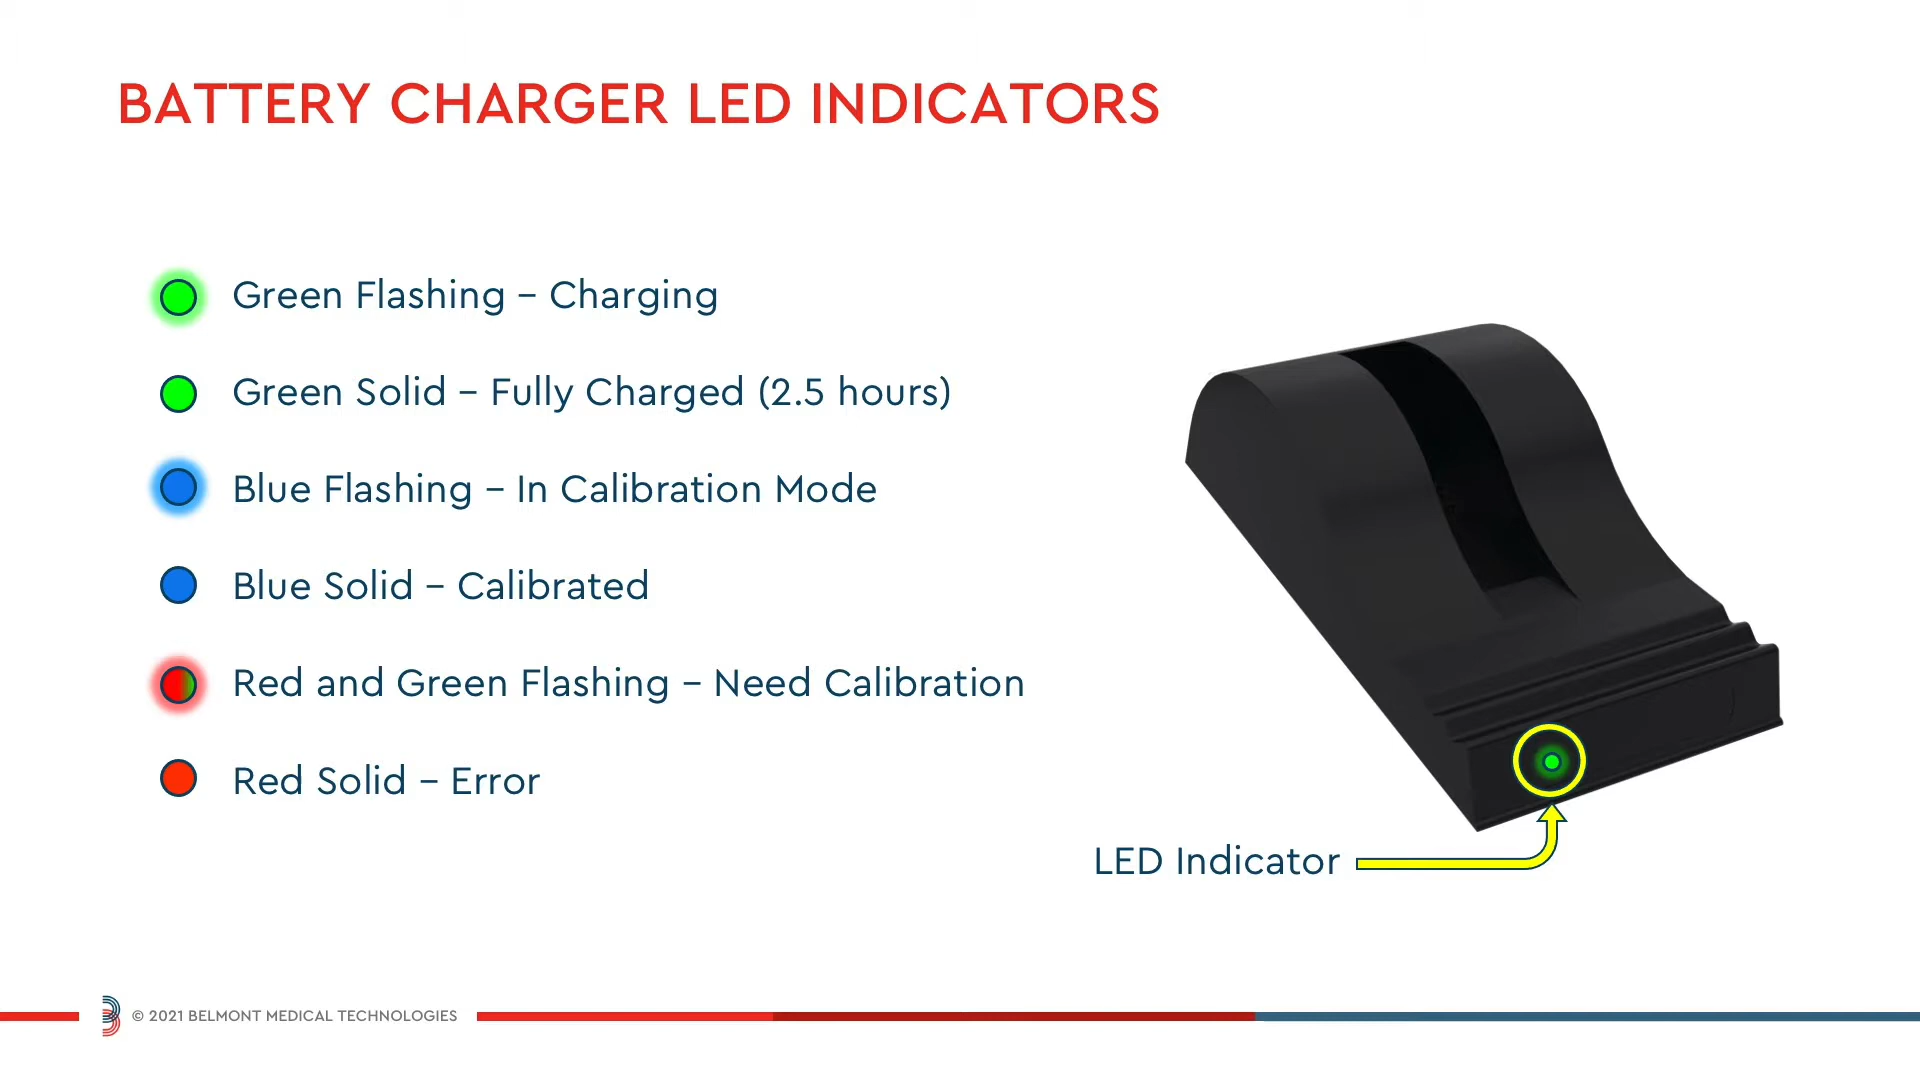 BATTERY CHARGER LED INDICATORS
Green Flashing – Charging
Green Solid – Fully Charged (2.5 hours)
Blue Flashing – In Calibration Mode
Blue Solid – Calibrated
Red and Green Flashing – Need Calibration
Red Solid – Error
LED Indicator
© 2021 BELMONT MEDICAL TECHNOLOGIES